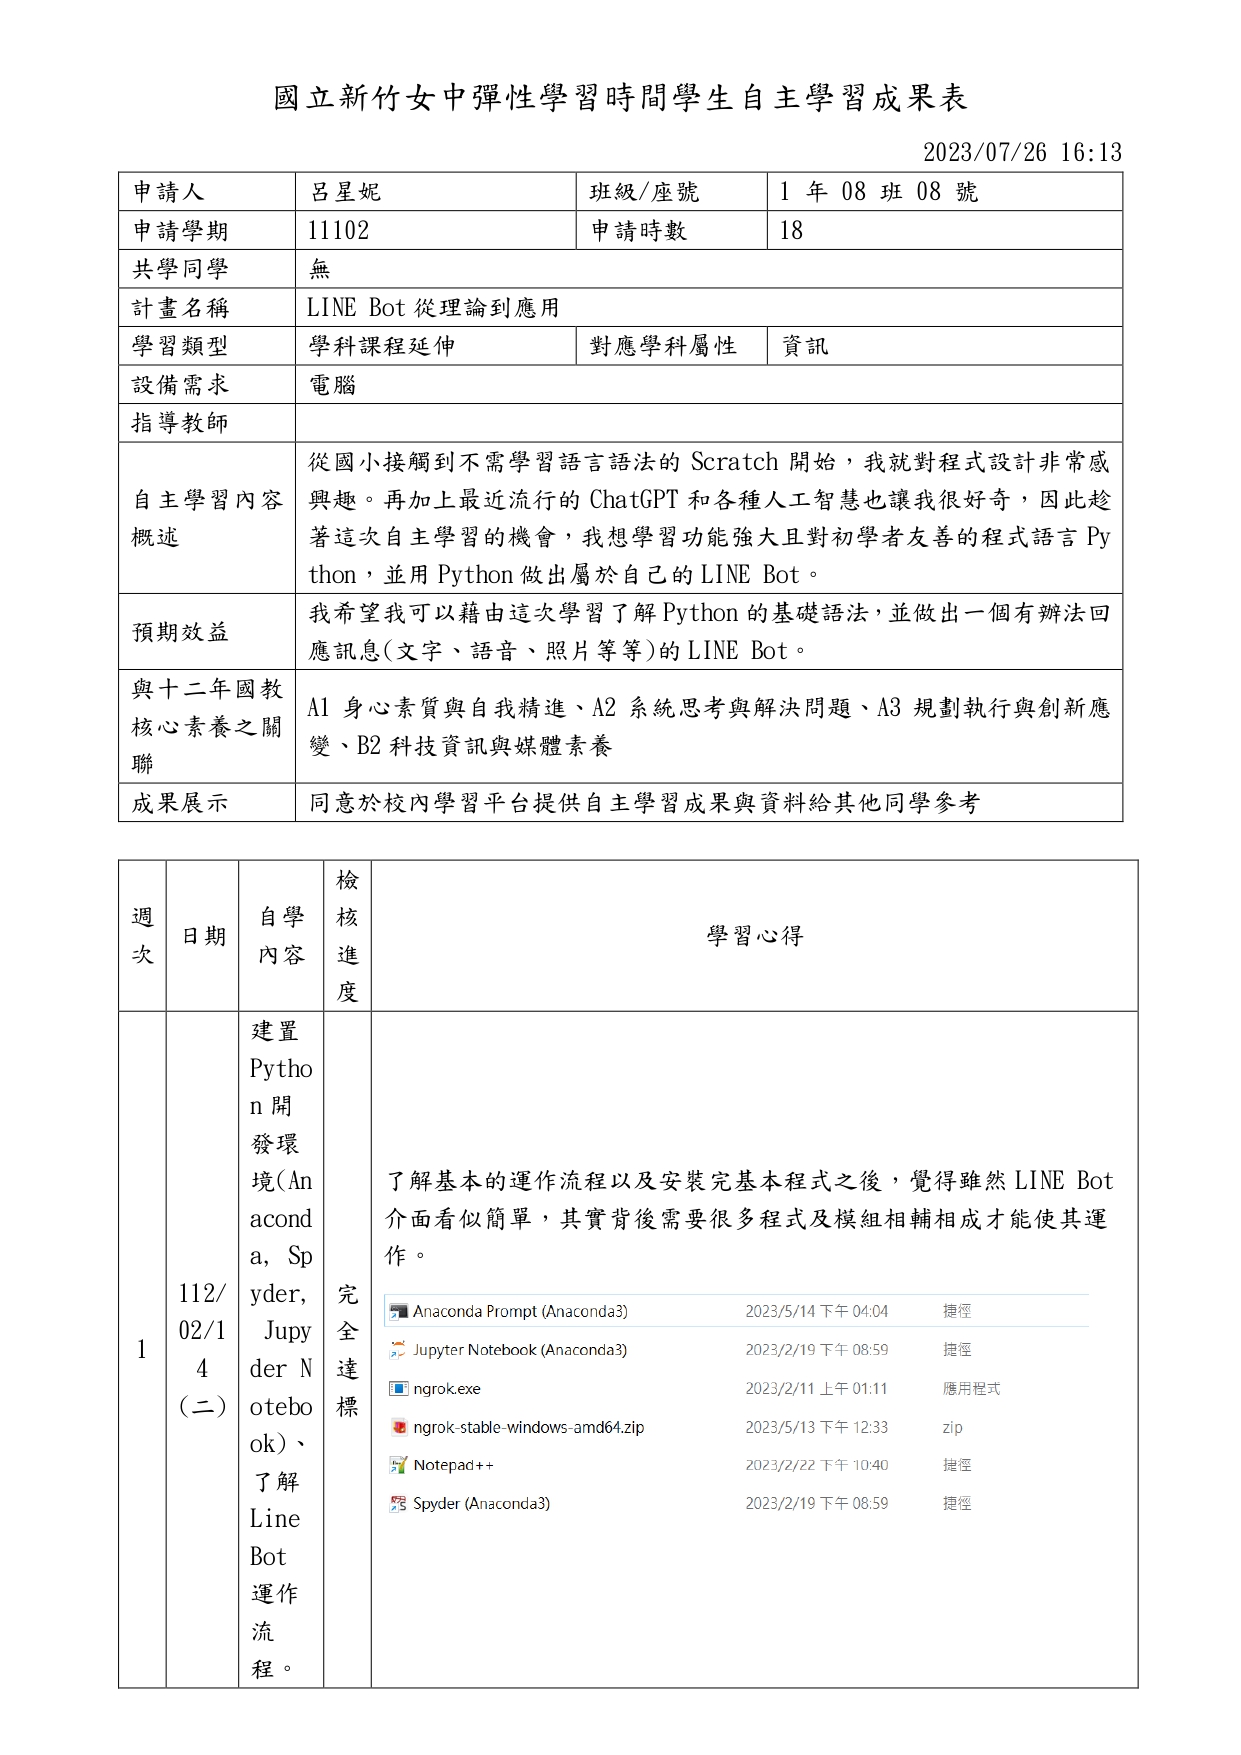 國立新竹女中彈性學習時間學生自主學習成果表
2023/07/26 16:13
申請人 呂星妮 班級/座號 1 年 08 班 08 號
申請學期 11102 申請時數 18
共學同學 無
計畫名稱 LINE Bot 從理論到應用
學習類型 學科課程延伸 對應學科屬性 資訊
設備需求 電腦
指導教師
自主學習內容
概述
從國小接觸到不需學習語言語法的 Scratch 開始，我就對程式設計非常感
興趣。再加上最近流行的 ChatGPT 和各種人工智慧也讓我很好奇，因此趁
著這次自主學習的機會，我想學習功能強大且對初學者友善的程式語言 Py
thon，並用 Python 做出屬於自己的 LINE Bot。
預期效益
我希望我可以藉由這次學習了解 Python 的基礎語法，並做出一個有辦法回
應訊息(文字、語音、照片等等)的 LINE Bot。
與十二年國教
核心素養之關
聯
A1 身心素質與自我精進、A2 系統思考與解決問題、A3 規劃執行與創新應
變、B2 科技資訊與媒體素養
成果展示 同意於校內學習平台提供自主學習成果與資料給其他同學參考
週
次
日期
自學
內容
檢
核
進
度
學習心得
1
112/
02/1
4
(二)
建置
Pytho
n 開
發環
境(An
acond
a, Sp
yder,
Jupy
der N
otebo
ok)、
了解
Line
Bot
運作
流
程。
完
全
達
標
了解基本的運作流程以及安裝完基本程式之後，覺得雖然 LINE Bot
介面看似簡單，其實背後需要很多程式及模組相輔相成才能使其運
作。
Anaconda Prompt (Anaconda3) 2023/5/14 下午 04:04 捷徑
Jupyter Notebook (Anaconda3) 2023/2/19 下午 08:59 捷徑
ngrok.exe 2023/2/11 上午 01:11 應用程式
ngrok-stable-windows-amd64.zip 2023/5/13 下午 12:33 zip
Notepad++ 2023/2/22 下午 10:40 捷徑
Spyder (Anaconda3) 2023/2/19 下午 08:59 捷徑